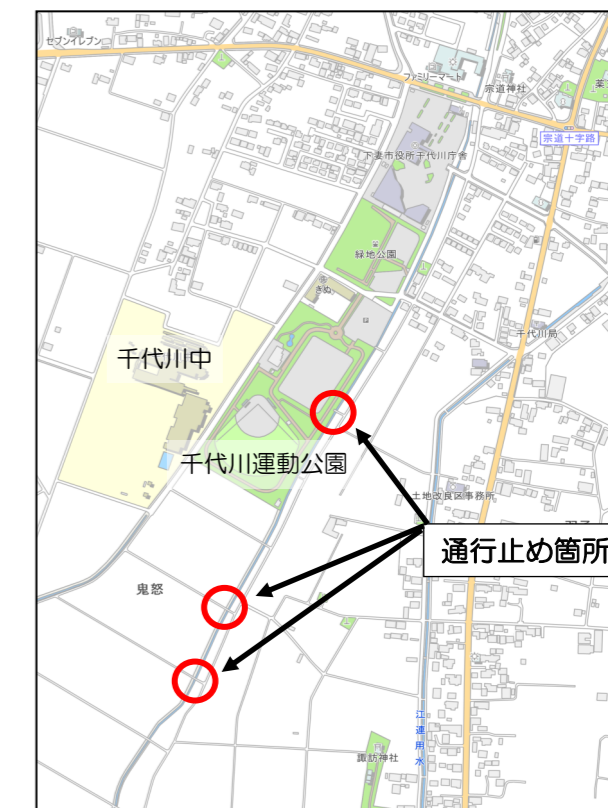 セブンイレブン
ファミリーマート
宗道神社
宗道十字路
下妻市役所千代川庁舎
緑地公園
きぬ
千代川局
千代川中
千代川運動公園
土地改良区事務所
通行止め箇所
鬼怒
江連用水
諏訪神社